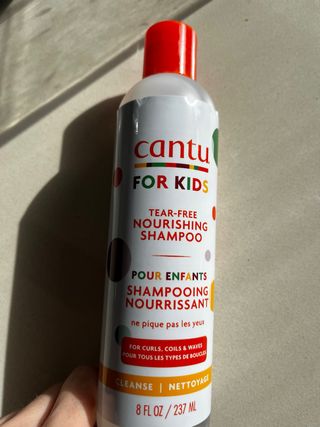 cantu
FOR KIDS
TEAR-FREE
NOURISHING
SHAMPOO
POUR ENFANTS
SHAMPOOING
NOURRISSANT
ne pique pas les yeux
FOR CURLS, COILS & WAVES
POUR TOUS LES TYPES DE BOUCLES
CLEANSE | NETTOYAGE
8 FL OZ / 237 ML